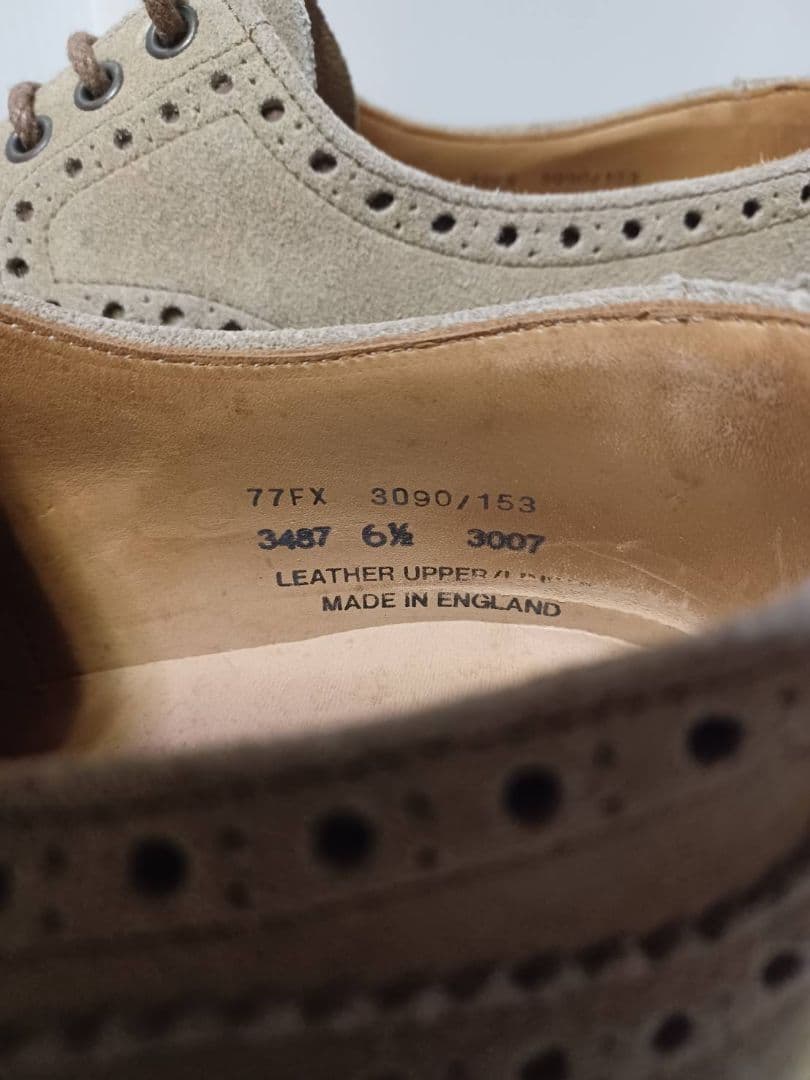 77FX 3090/153
3487 6½ 3007
LEATHER UPPER
MADE IN ENGLAND